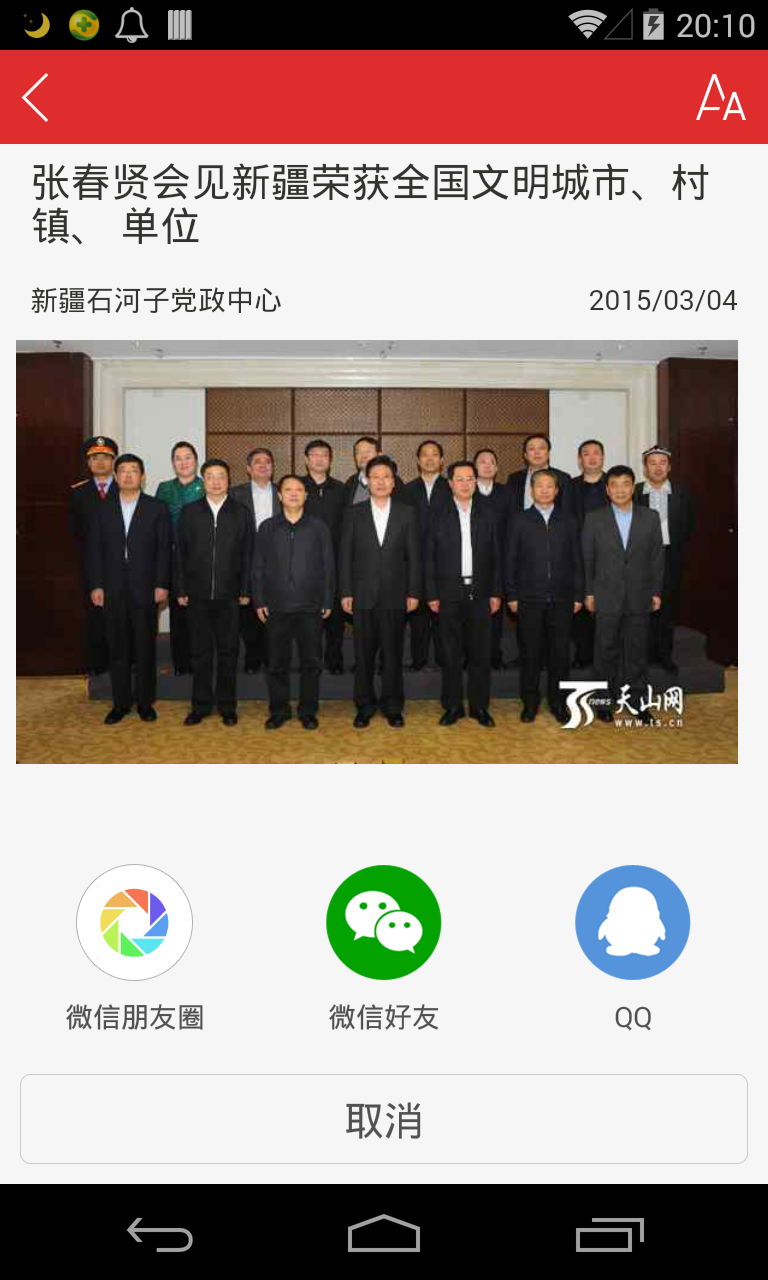 20:10
AA
张春贤会见新疆荣获全国文明城市、村
镇、 单位
新疆石河子党政中心
2015/03/04
TS news 天山网
www.ts.cn
微信朋友圈
微信好友
QQ
取消